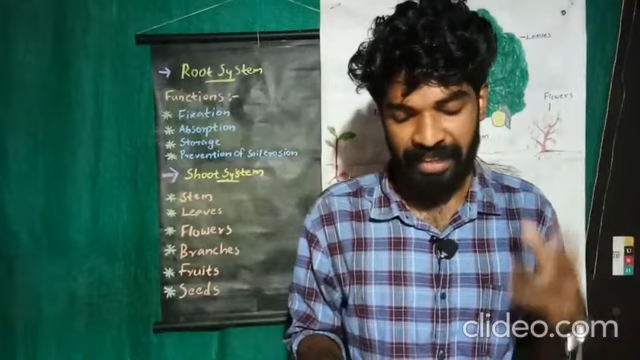 → Root System
Functions:-
* Fixation
* Absorption
* Storage
* Prevention of Soil erosion
→ Shoot System
* Stem
* Leaves
* Flowers
* Branches
* Fruits
* Seeds
Leaves
Flowers
clideo.com